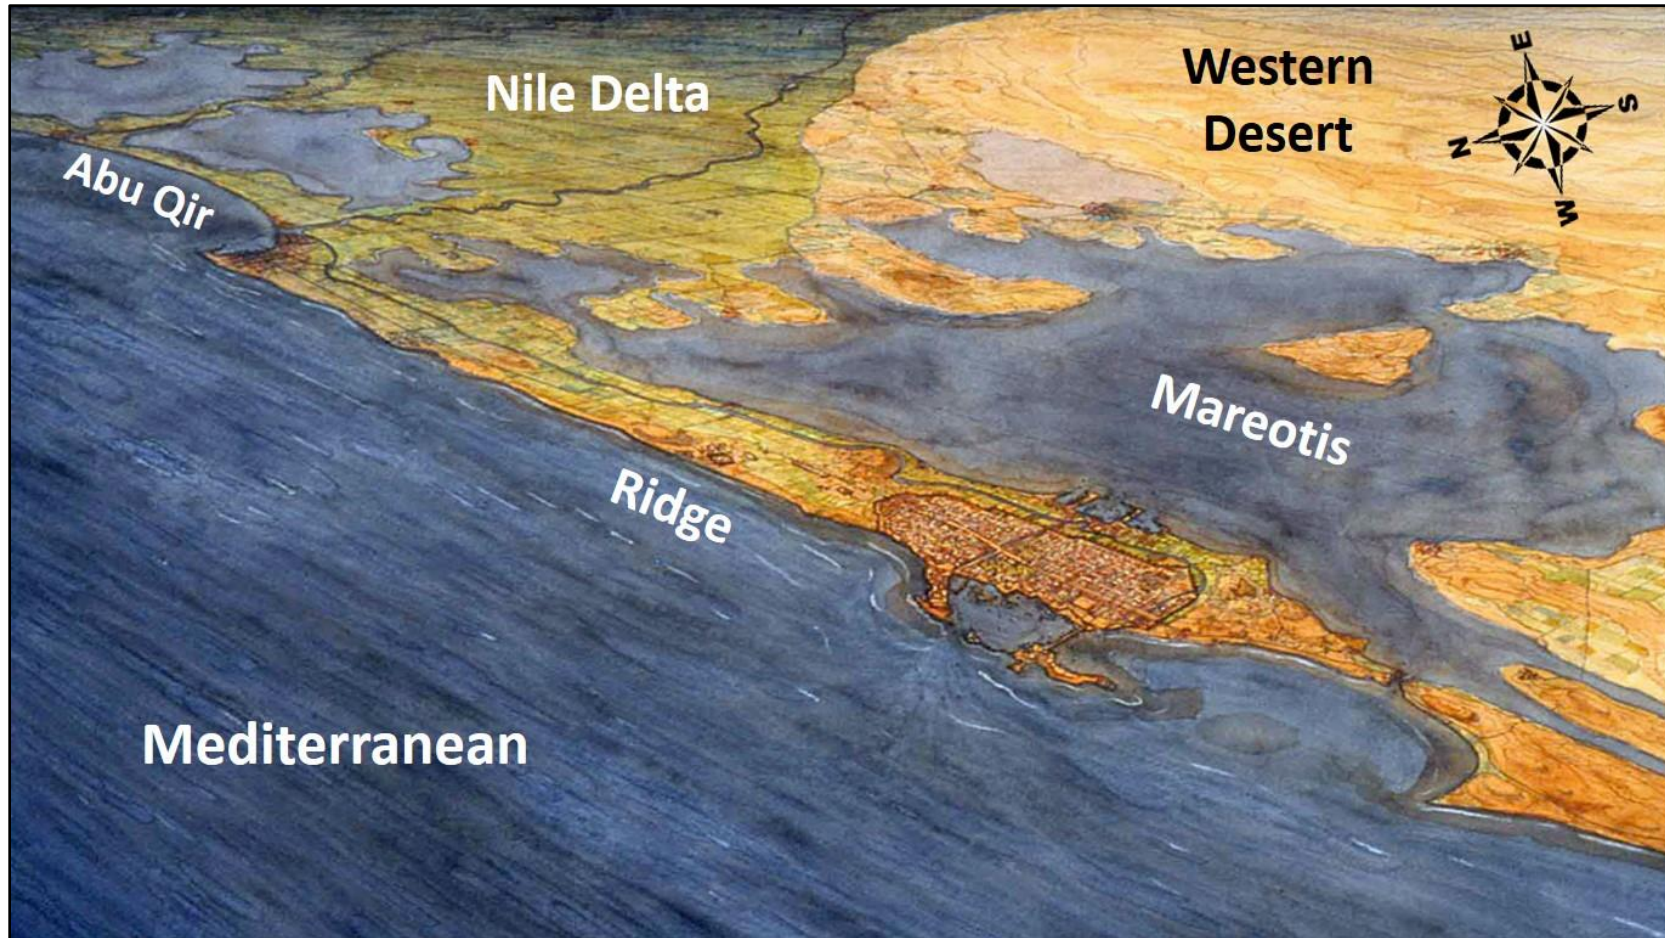 Nile Delta
Western
Desert
E
S
N
W
Abu Qir
Mareotis
Ridge
Mediterranean